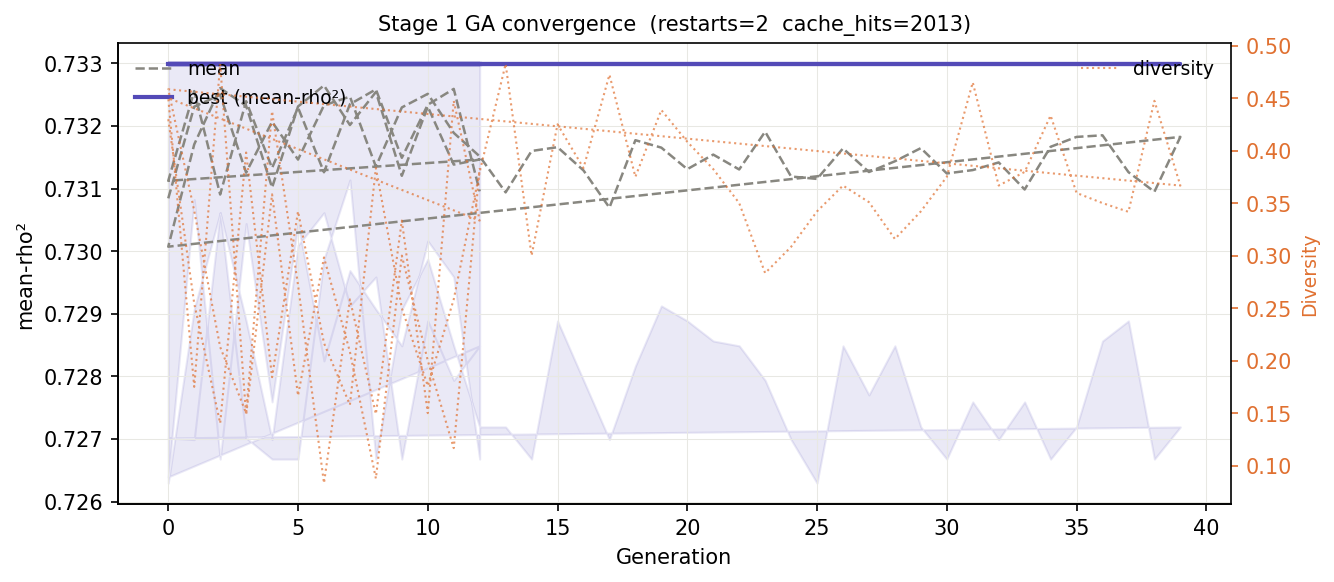 Stage 1 GA convergence  (restarts=2  cache_hits=2013)
mean
best (mean-rho²)
diversity
mean-rho²
0.733
0.732
0.731
0.730
0.729
0.728
0.727
0.726
0.50
0.45
0.40
0.35
0.30
0.25
0.20
0.15
0.10
Diversity
0 5 10 15 20 25 30 35 40
Generation